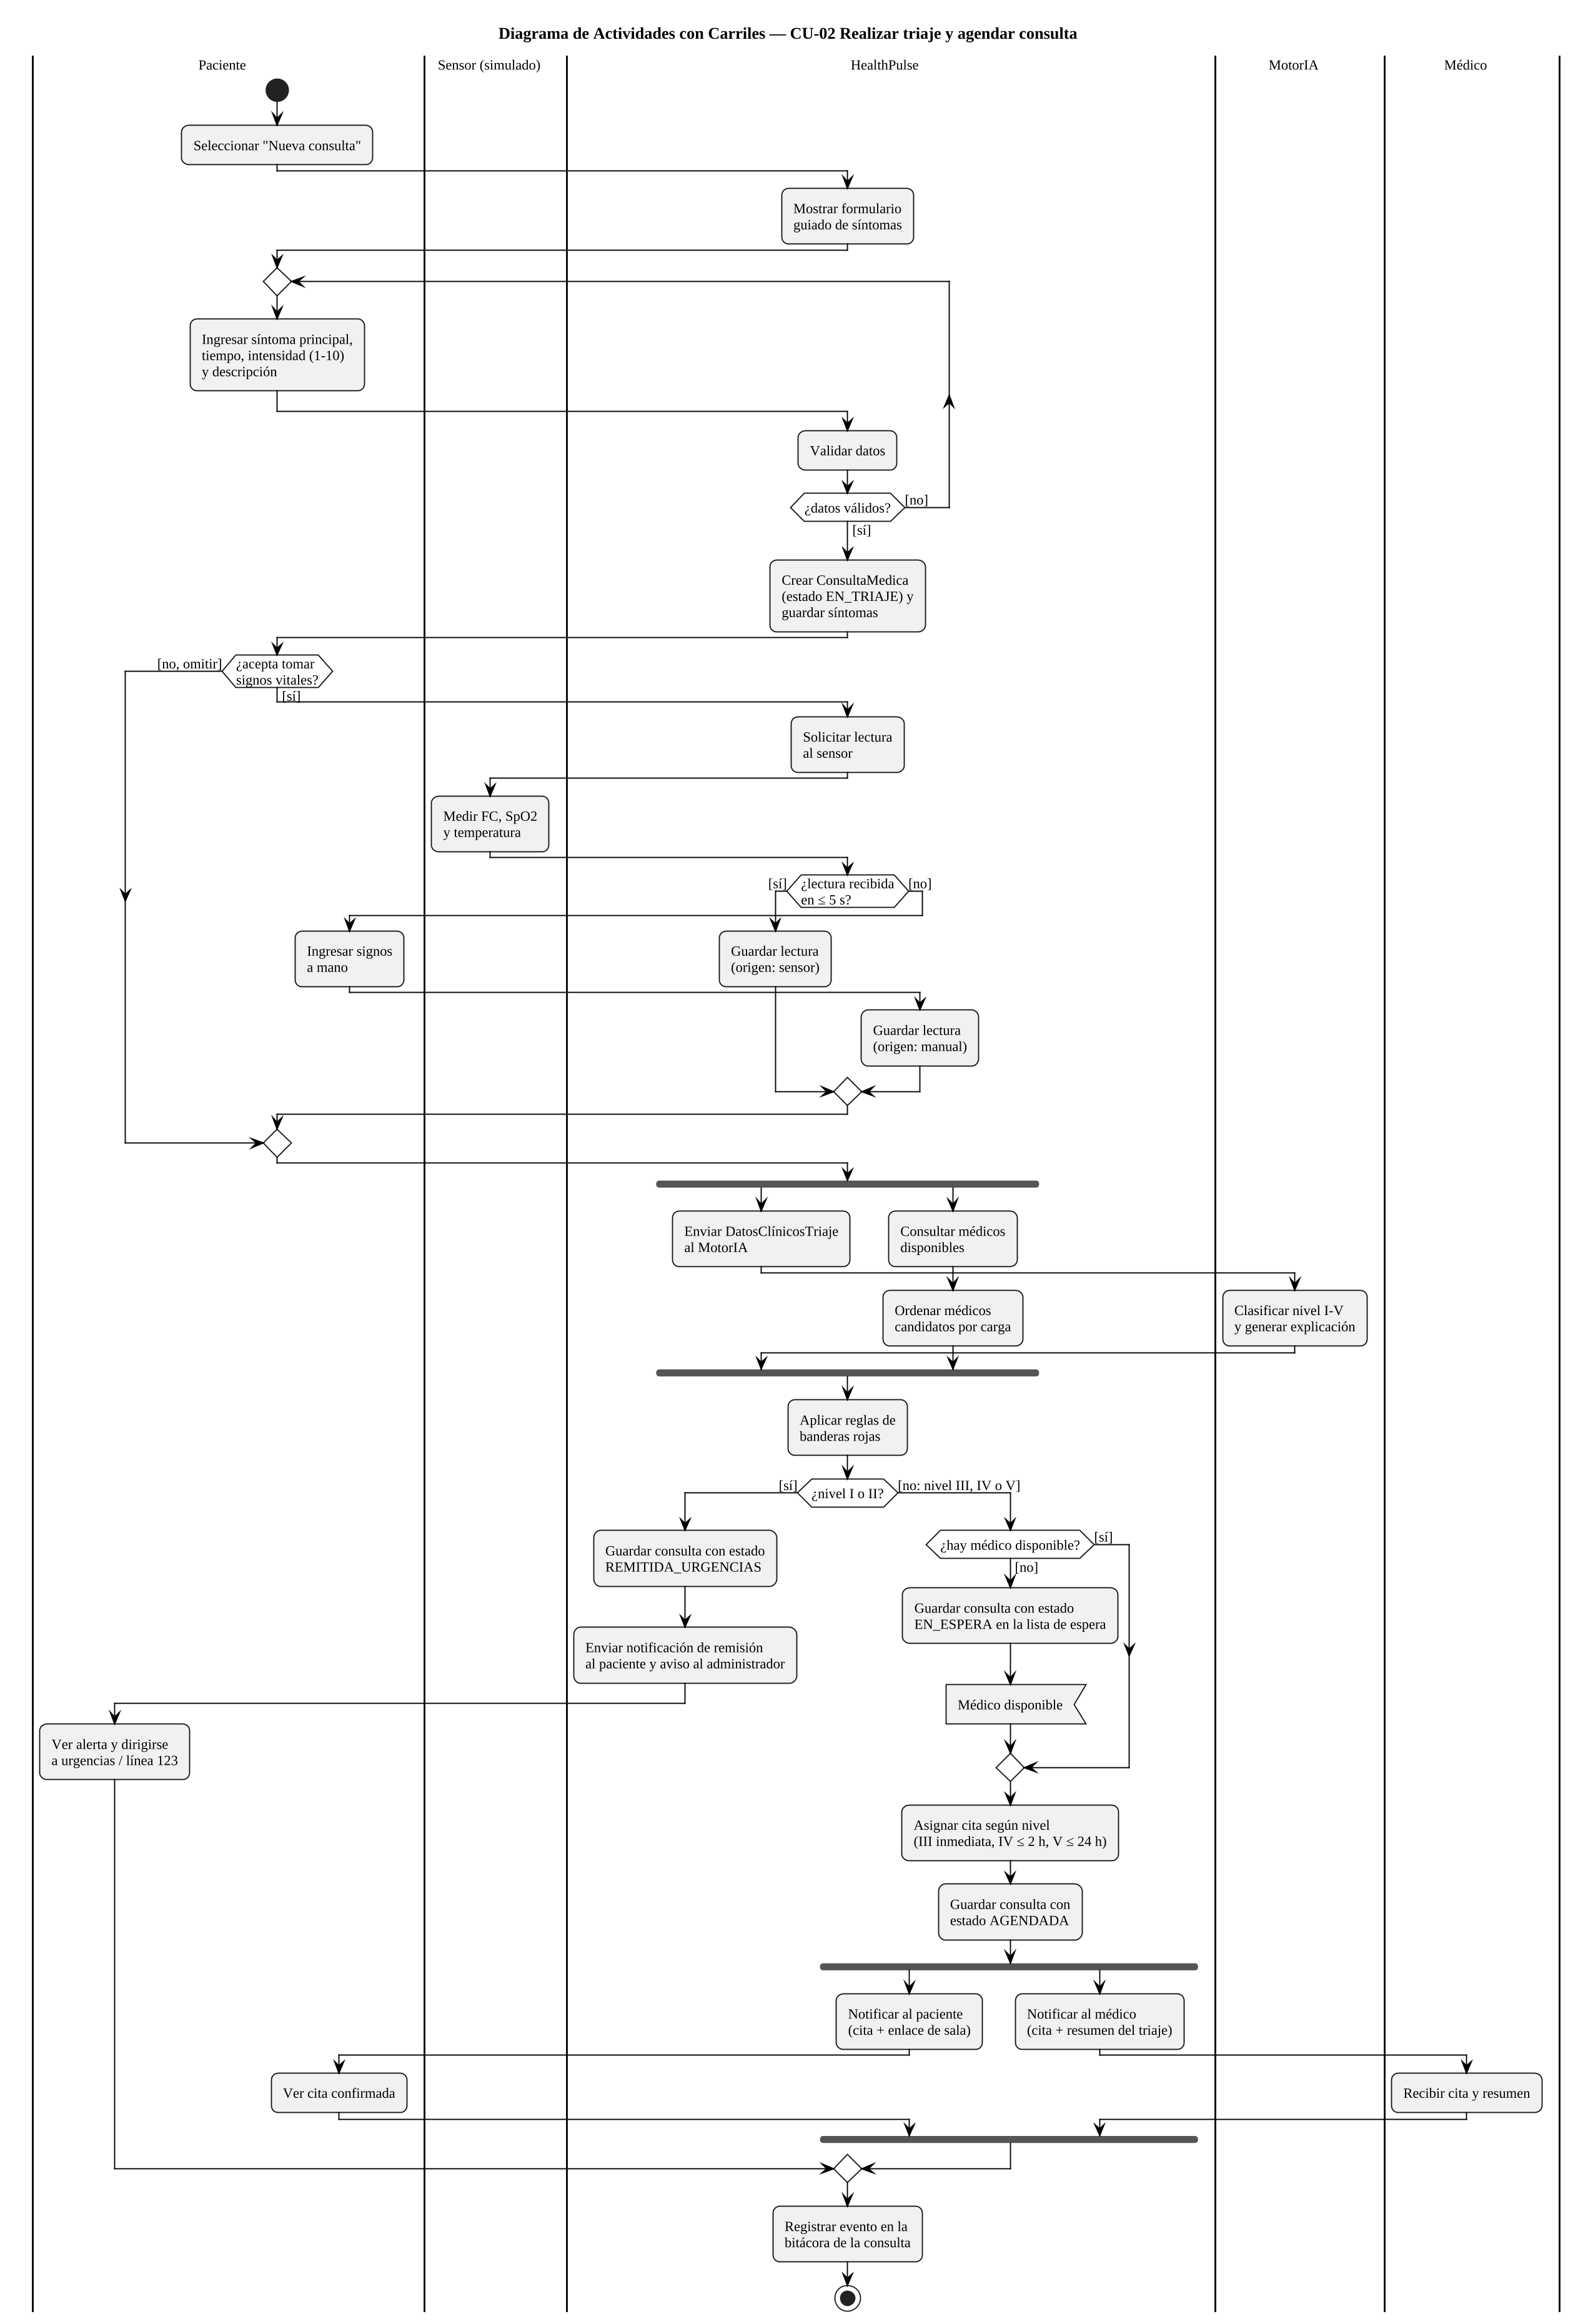 Diagrama de Actividades con Carriles — CU-02 Realizar triaje y agendar consulta
Paciente
Sensor (simulado)
HealthPulse
MotorIA
Médico
Seleccionar "Nueva consulta"
Mostrar formulario
guiado de síntomas
Ingresar síntoma principal,
tiempo, intensidad (1-10)
y descripción
Validar datos
¿datos válidos?
[no]
[sí]
Crear ConsultaMedica
(estado EN_TRIAJE) y
guardar síntomas
[no, omitir]
¿acepta tomar
signos vitales?
[sí]
Solicitar lectura
al sensor
Medir FC, SpO2
y temperatura
[sí]
¿lectura recibida
en ≤ 5 s?
[no]
Ingresar signos
a mano
Guardar lectura
(origen: sensor)
Guardar lectura
(origen: manual)
Enviar DatosClínicosTriaje
al MotorIA
Consultar médicos
disponibles
Ordenar médicos
candidatos por carga
Clasificar nivel I-V
y generar explicación
Aplicar reglas de
banderas rojas
[sí]
¿nivel I o II?
[no: nivel III, IV o V]
Guardar consulta con estado
REMITIDA_URGENCIAS
¿hay médico disponible?
[sí]
[no]
Guardar consulta con estado
EN_ESPERA en la lista de espera
Enviar notificación de remisión
al paciente y aviso al administrador
Médico disponible
Ver alerta y dirigirse
a urgencias / línea 123
Asignar cita según nivel
(III inmediata, IV ≤ 2 h, V ≤ 24 h)
Guardar consulta con
estado AGENDADA
Notificar al paciente
(cita + enlace de sala)
Notificar al médico
(cita + resumen del triaje)
Ver cita confirmada
Recibir cita y resumen
Registrar evento en la
bitácora de la consulta